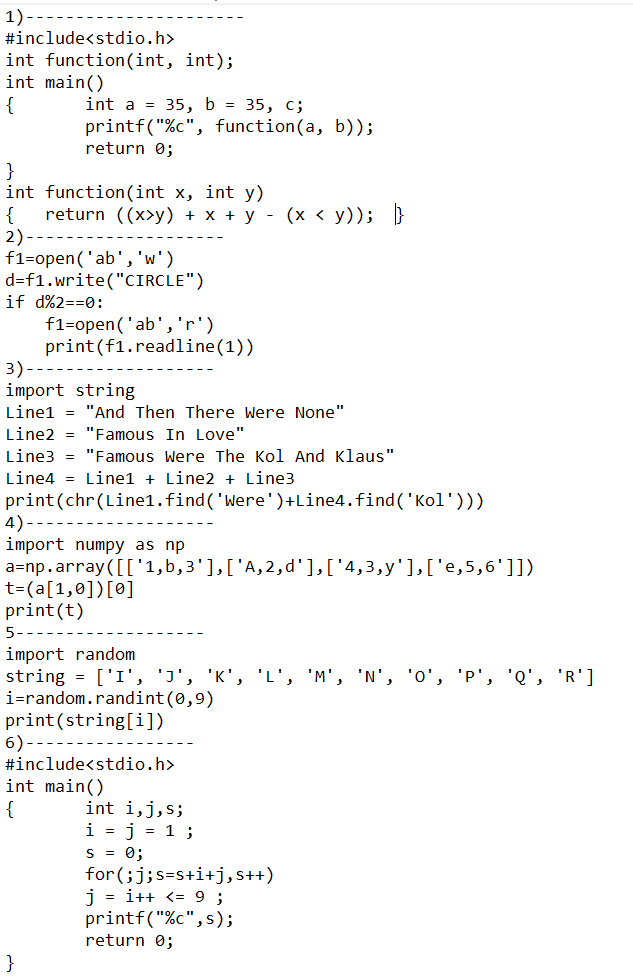 1)----------------------
#include<stdio.h>
int function(int, int);
int main()
{       int a = 35, b = 35, c;
        printf("%c", function(a, b));
        return 0;
}
int function(int x, int y)
{   return ((x>y) + x + y - (x < y));  }
2)--------------------
f1=open('ab','w')
d=f1.write("CIRCLE")
if d%2==0:
    f1=open('ab','r')
    print(f1.readline(1))
3)-------------------
import string
Line1 = "And Then There Were None"
Line2 = "Famous In Love"
Line3 = "Famous Were The Kol And Klaus"
Line4 = Line1 + Line2 + Line3
print(chr(Line1.find('Were')+Line4.find('Kol')))
4)-------------------
import numpy as np
a=np.array([['1,b,3'],['A,2,d'],['4,3,y'],['e,5,6']])
t=(a[1,0])[0]
print(t)
5-------------------
import random
string = ['I', 'J', 'K', 'L', 'M', 'N', 'O', 'P', 'Q', 'R']
i=random.randint(0,9)
print(string[i])
6)-----------------
#include<stdio.h>
int main()
{       int i,j,s;
        i = j = 1 ;
        s = 0;
        for(;j;s=s+i+j,s++)
        j = i++ <= 9 ;
        printf("%c",s);
        return 0;
}